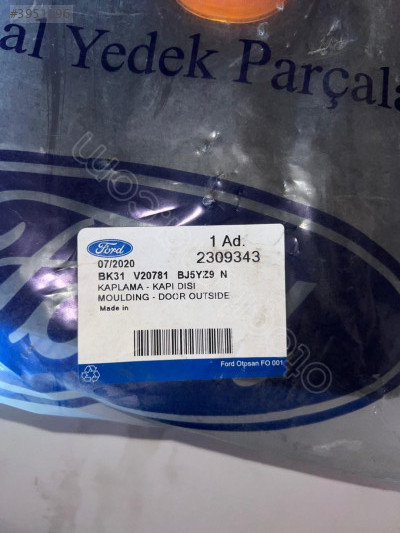 al Yedek Parçala
Ford
1 Ad.
07/2020
2309343
BK31 V20781 BJ5YZ9 N
KAPLAMA - KAPI DISI
MOULDING - DOOR OUTSIDE
Made in
Ford Otosan FO 001